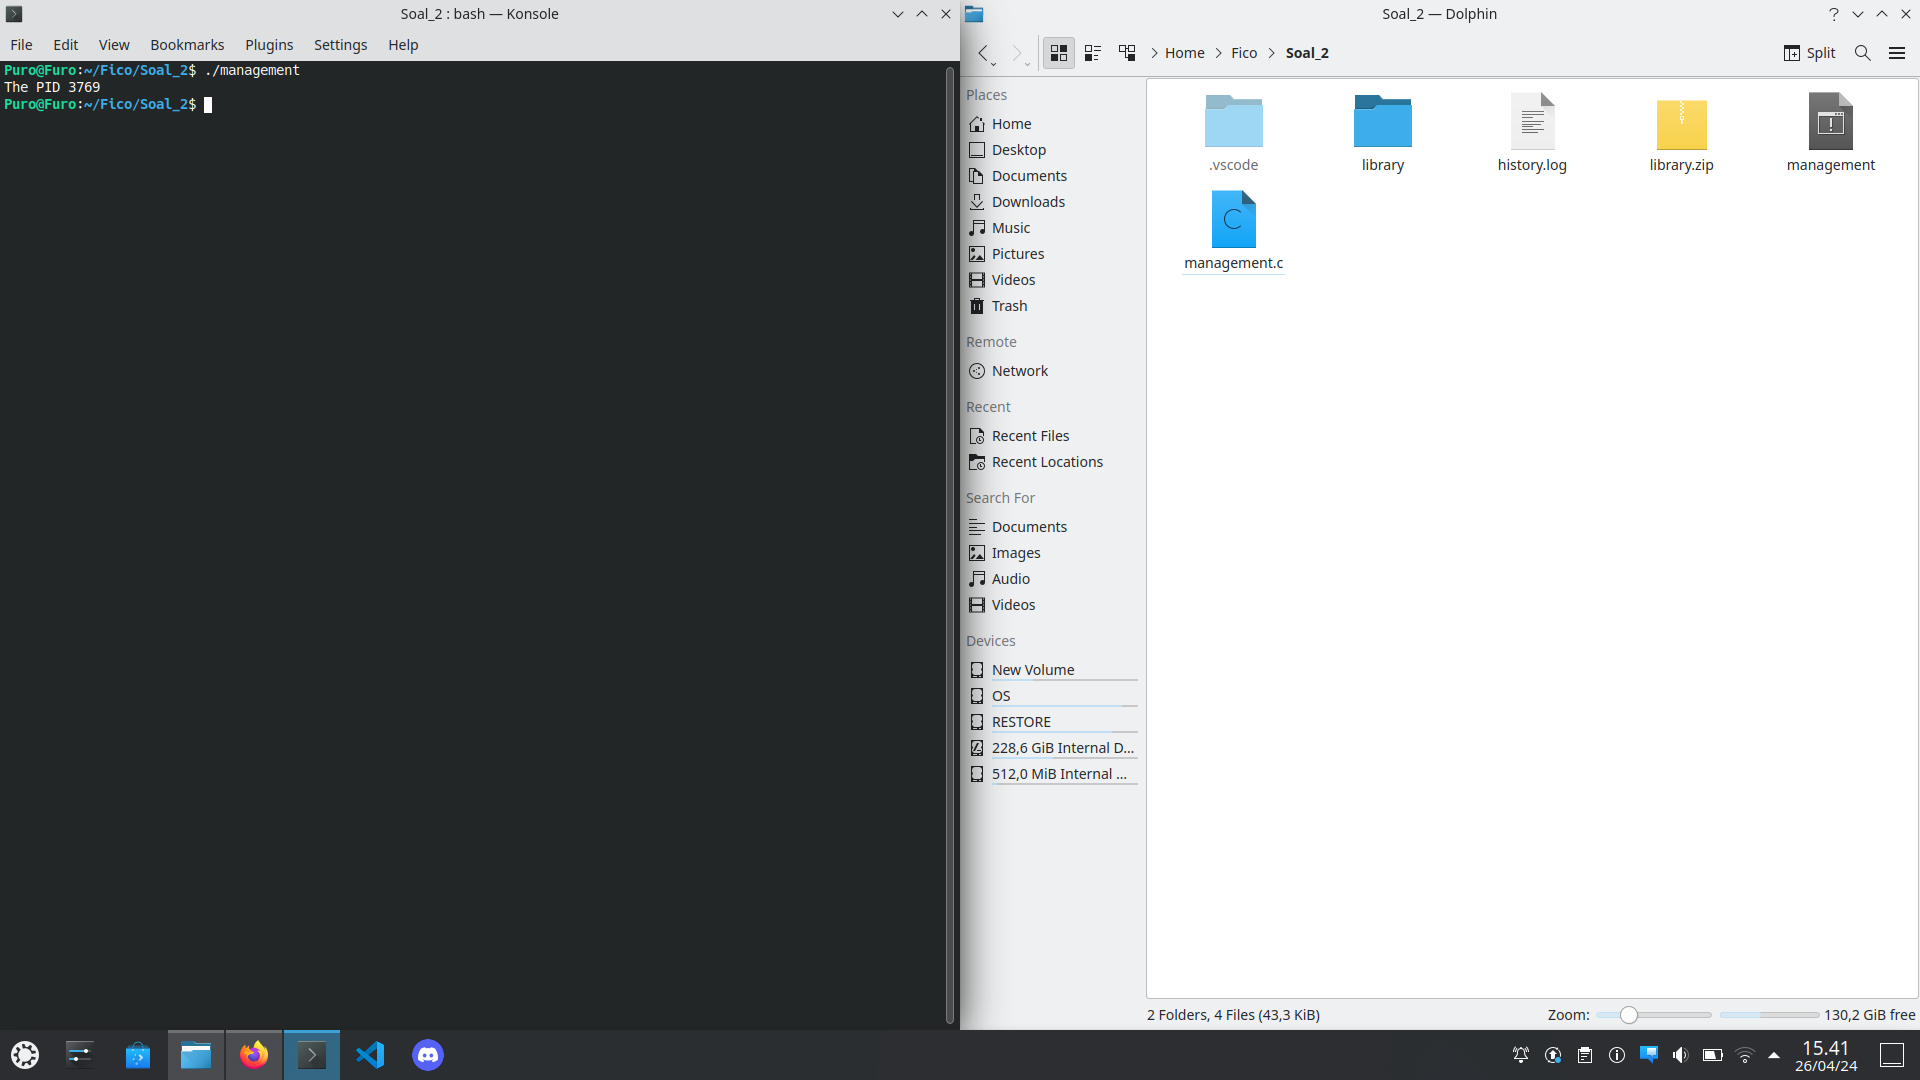 Soal_2 : bash — Konsole
File Edit View Bookmarks Plugins Settings Help
Puro@Furo:~/Fico/Soal_2$ ./management
The PID 3769
Puro@Furo:~/Fico/Soal_2$
Soal_2 — Dolphin
Home Fico Soal_2
Split
Places
Home
Desktop
Documents
Downloads
Music
Pictures
Videos
Trash
Remote
Network
Recent
Recent Files
Recent Locations
Search For
Documents
Images
Audio
Videos
Devices
New Volume
OS
RESTORE
228,6 GiB Internal D...
512,0 MiB Internal ...
.vscode library history.log library.zip management
C
management.c
2 Folders, 4 Files (43,3 KiB)
Zoom:
130,2 GiB free
15.41
26/04/24